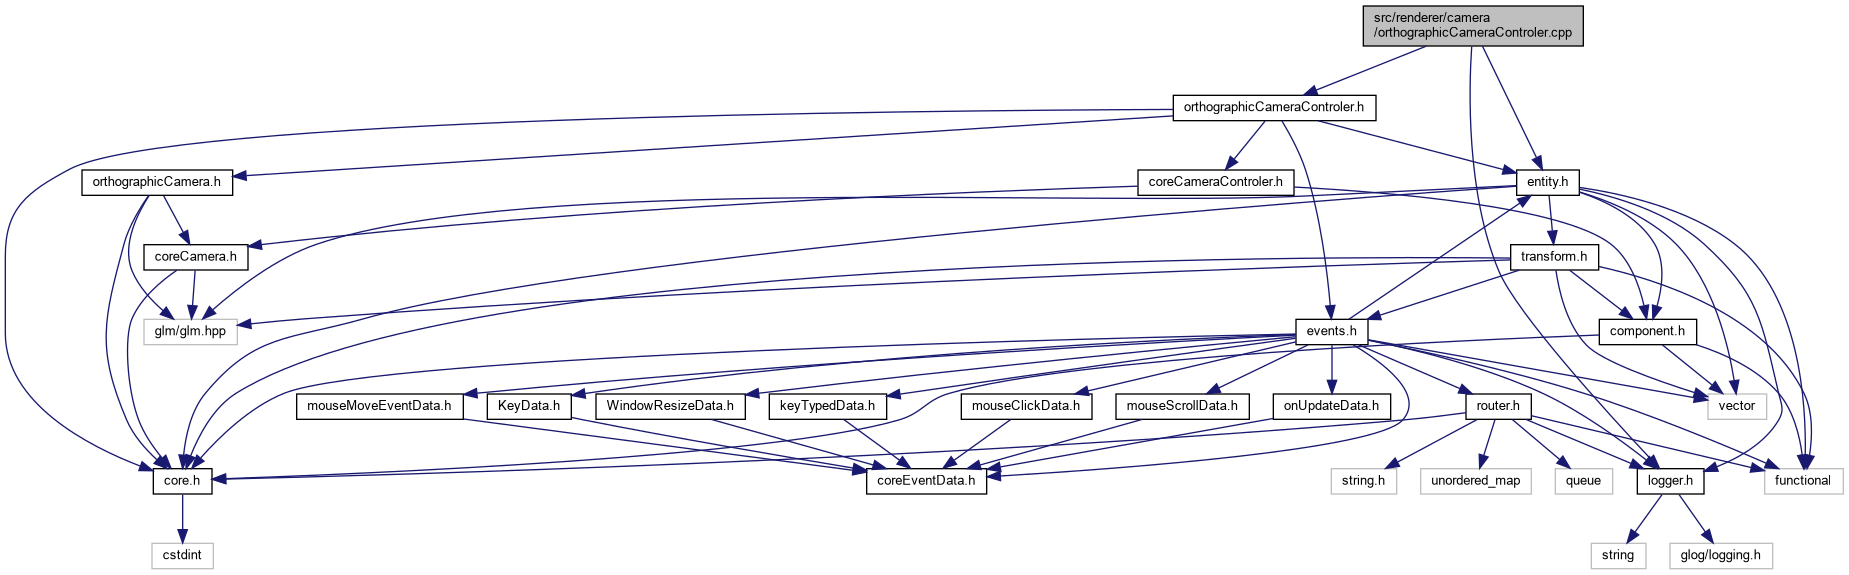 src/renderer/camera
/orthographicCameraControler.cpp
orthographicCameraControler.h
orthographicCamera.h
coreCameraControler.h
entity.h
coreCamera.h
transform.h
glm/glm.hpp
events.h
component.h
mouseMoveEventData.h
KeyData.h
WindowResizeData.h
keyTypedData.h
mouseClickData.h
mouseScrollData.h
onUpdateData.h
router.h
vector
core.h
coreEventData.h
string.h
unordered_map
queue
logger.h
functional
cstdint
string
glog/logging.h